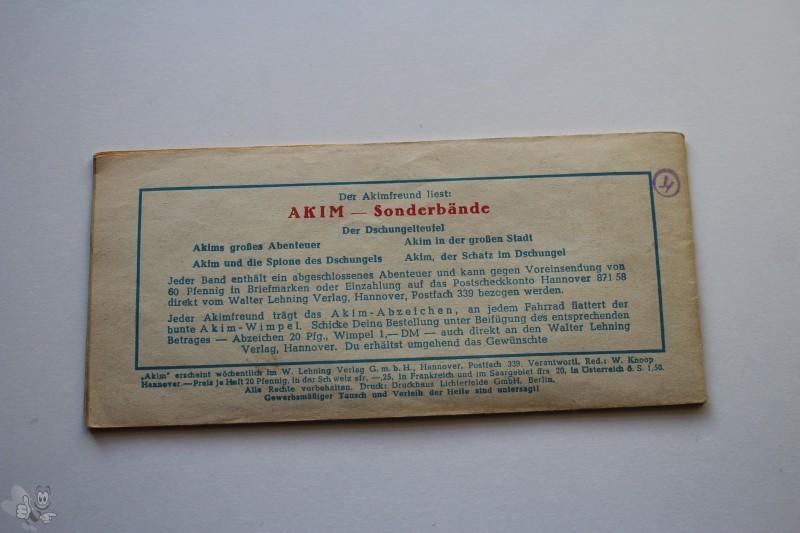 Der Akimfreund liest:
AKIM — Sonderbände
Der Dschungelteufel
Akims großes Abenteuer Akim in der großen Stadt
Akim und die Spione des Dschungels Akim, der Schatz im Dschungel
Jeder Band enthält ein abgeschlossenes Abenteuer und kann gegen Voreinsendung von
60 Pfennig in Briefmarken oder Einzahlung auf das Postscheckkonto Hannover 871 58
direkt vom Walter Lehning Verlag, Hannover, Postfach 339 bezogen werden.
Jeder Akimfreund trägt das Akim-Abzeichen, an jedem Fahrrad flattert der
bunte Akim-Wimpel. Schicke Deine Bestellung unter Beifügung des entsprechenden
Betrages — Abzeichen 20 Pfg., Wimpel 1,— DM — auch direkt an den Walter Lehning
Verlag, Hannover. Du erhältst umgehend das Gewünschte
„Akim" erscheint wöchentlich im W. Lehning Verlag G. m. b. H., Hannover, Postfach 339. Verantwortl. Red.: W. Knoop
Hannover.—Preis je Heft 20 Pfennig, in der Schweiz sfr. —,25, in Frankreich und im Saargebiet ffrs 20, in Österreich ö. S. 1,50.
Alle Rechte vorbehalten. Druck: Druckhaus Lichterfelde GmbH. Berlin.
Gewerbsmäßiger Tausch und Verleih der Hefte sind untersagt!